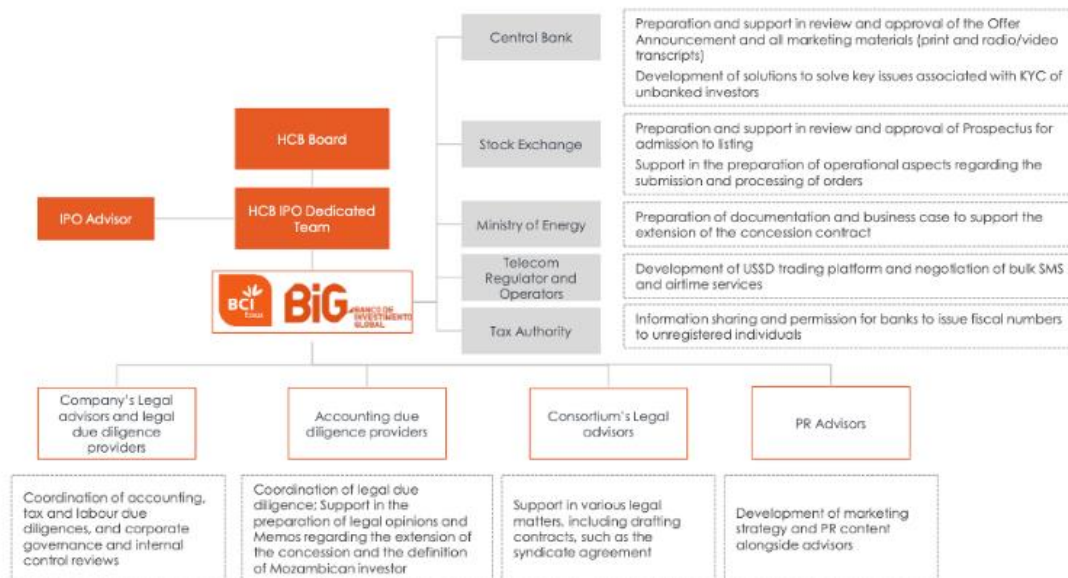 Central Bank
Preparation and support in review and approval of the Offer
Announcement and all marketing materials (print and radio/video
transcripts)
Development of solutions to solve key issues associated with KYC of
unbanked investors
HCB Board
Stock Exchange
Preparation and support in review and approval of Prospectus for
admission to listing
Support in the preparation of operational aspects regarding the
submission and processing of orders
IPO Advisor
HCB IPO Dedicated
Team
Ministry of Energy
Preparation of documentation and business case to support the
extension of the concession contract
BCI
BiG
BANCO DE
INVESTIMENTO
GLOBAL
Telecom
Regulator and
Operators
Development of USSD trading platform and negotiation of bulk SMS
and airtime services
Tax Authority
Information sharing and permission for banks to issue fiscal numbers
to unregistered individuals
Company's Legal
advisors and legal
due diligence
providers
Accounting due
diligence providers
Consortium's Legal
advisors
PR Advisors
Coordination of accounting,
tax and labour due
diligences, and corporate
governance and internal
control reviews
Coordination of legal due
diligence; Support in the
preparation of legal opinions and
Memos regarding the extension
of the concession and the definition
of Mozambican investor
Support in various legal
matters, including drafting
contracts, such as the
syndicate agreement
Development of marketing
strategy and PR content
alongside advisors